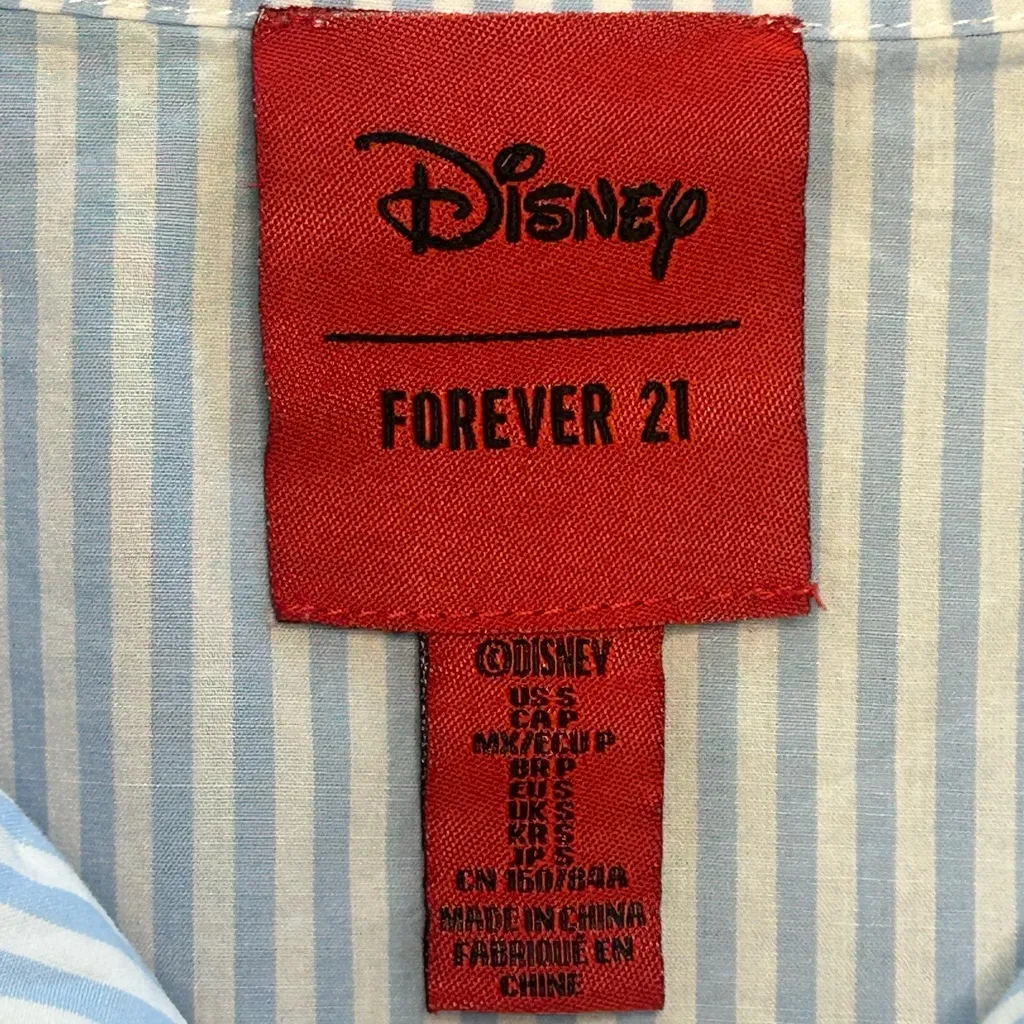 Disney
FOREVER 21
©DISNEY
US S
CA P
MX/ECU P
BR P
EU S
UK S
KR S
JP S
CN 160/84A
MADE IN CHINA
FABRIQUÉ EN
CHINE